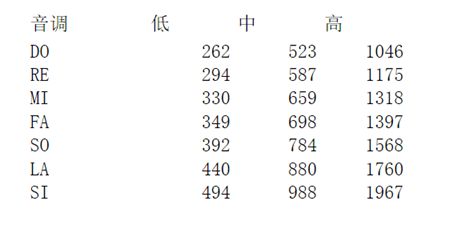 音调 低 中 高
DO 262 523 1046
RE 294 587 1175
MI 330 659 1318
FA 349 698 1397
SO 392 784 1568
LA 440 880 1760
SI 494 988 1967